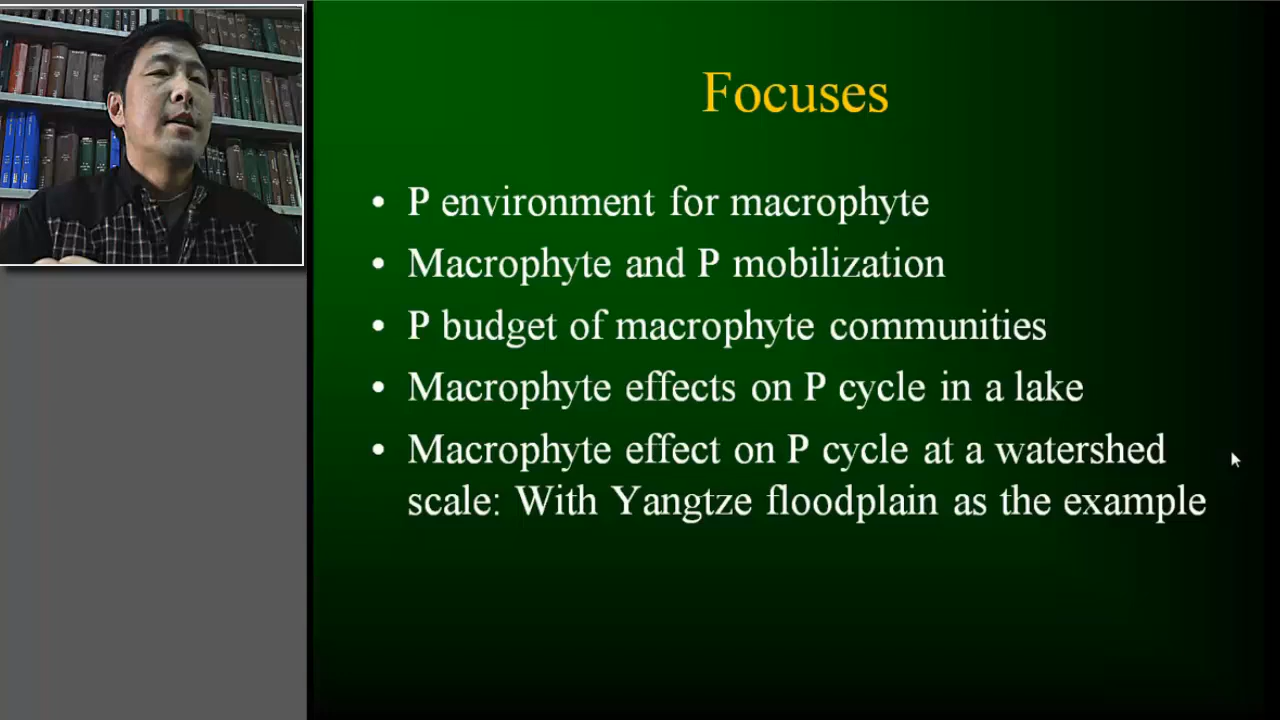 Focuses
• P environment for macrophyte
• Macrophyte and P mobilization
• P budget of macrophyte communities
• Macrophyte effects on P cycle in a lake
• Macrophyte effect on P cycle at a watershed
scale: With Yangtze floodplain as the example